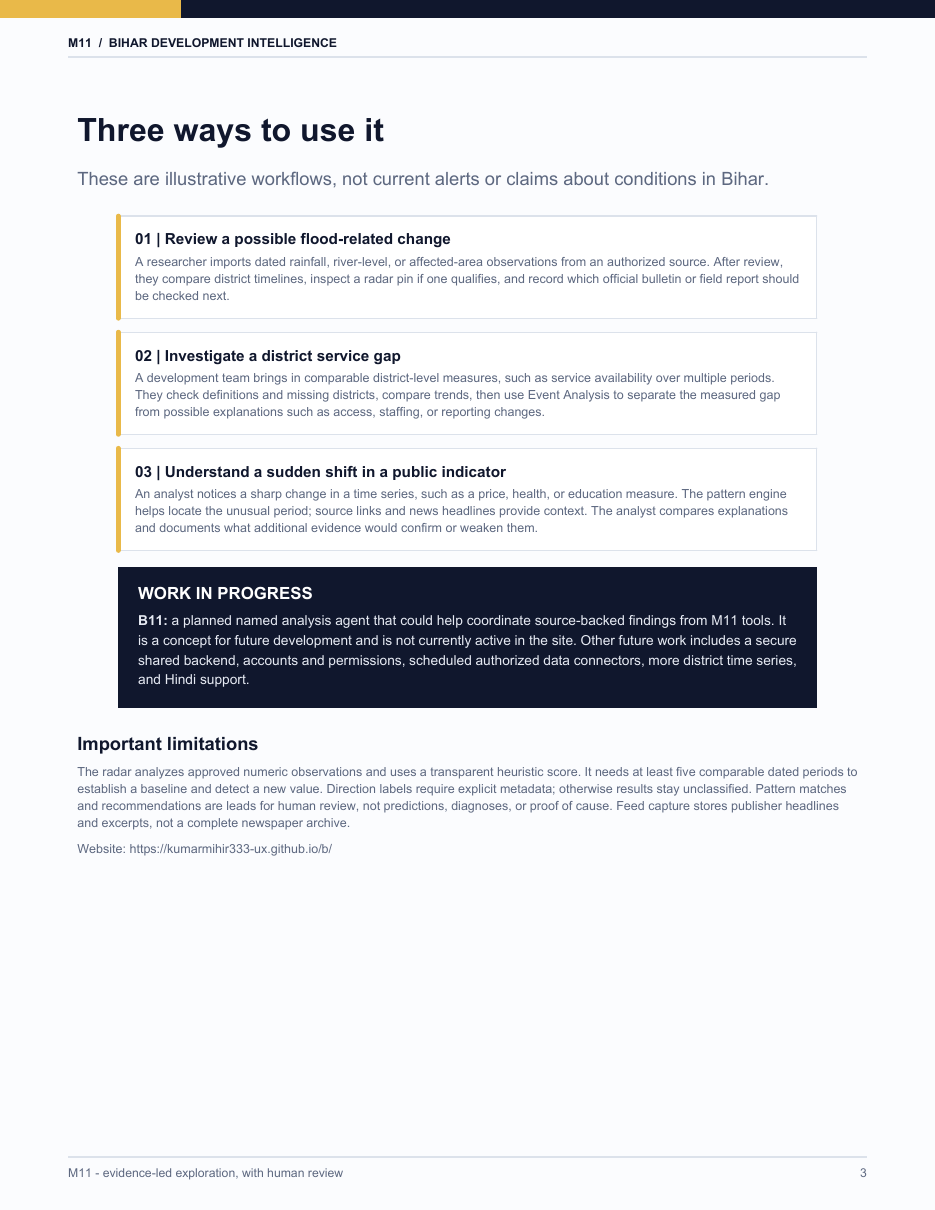 M11 / BIHAR DEVELOPMENT INTELLIGENCE
Three ways to use it
These are illustrative workflows, not current alerts or claims about conditions in Bihar.
01 | Review a possible flood-related change
A researcher imports dated rainfall, river-level, or affected-area observations from an authorized source. After review,
they compare district timelines, inspect a radar pin if one qualifies, and record which official bulletin or field report should
be checked next.
02 | Investigate a district service gap
A development team brings in comparable district-level measures, such as service availability over multiple periods.
They check definitions and missing districts, compare trends, then use Event Analysis to separate the measured gap
from possible explanations such as access, staffing, or reporting changes.
03 | Understand a sudden shift in a public indicator
An analyst notices a sharp change in a time series, such as a price, health, or education measure. The pattern engine
helps locate the unusual period; source links and news headlines provide context. The analyst compares explanations
and documents what additional evidence would confirm or weaken them.
WORK IN PROGRESS
B11: a planned named analysis agent that could help coordinate source-backed findings from M11 tools. It
is a concept for future development and is not currently active in the site. Other future work includes a secure
shared backend, accounts and permissions, scheduled authorized data connectors, more district time series,
and Hindi support.
Important limitations
The radar analyzes approved numeric observations and uses a transparent heuristic score. It needs at least five comparable dated periods to
establish a baseline and detect a new value. Direction labels require explicit metadata; otherwise results stay unclassified. Pattern matches
and recommendations are leads for human review, not predictions, diagnoses, or proof of cause. Feed capture stores publisher headlines
and excerpts, not a complete newspaper archive.
Website: https://kumarmihir333-ux.github.io/b/
M11 - evidence-led exploration, with human review
3